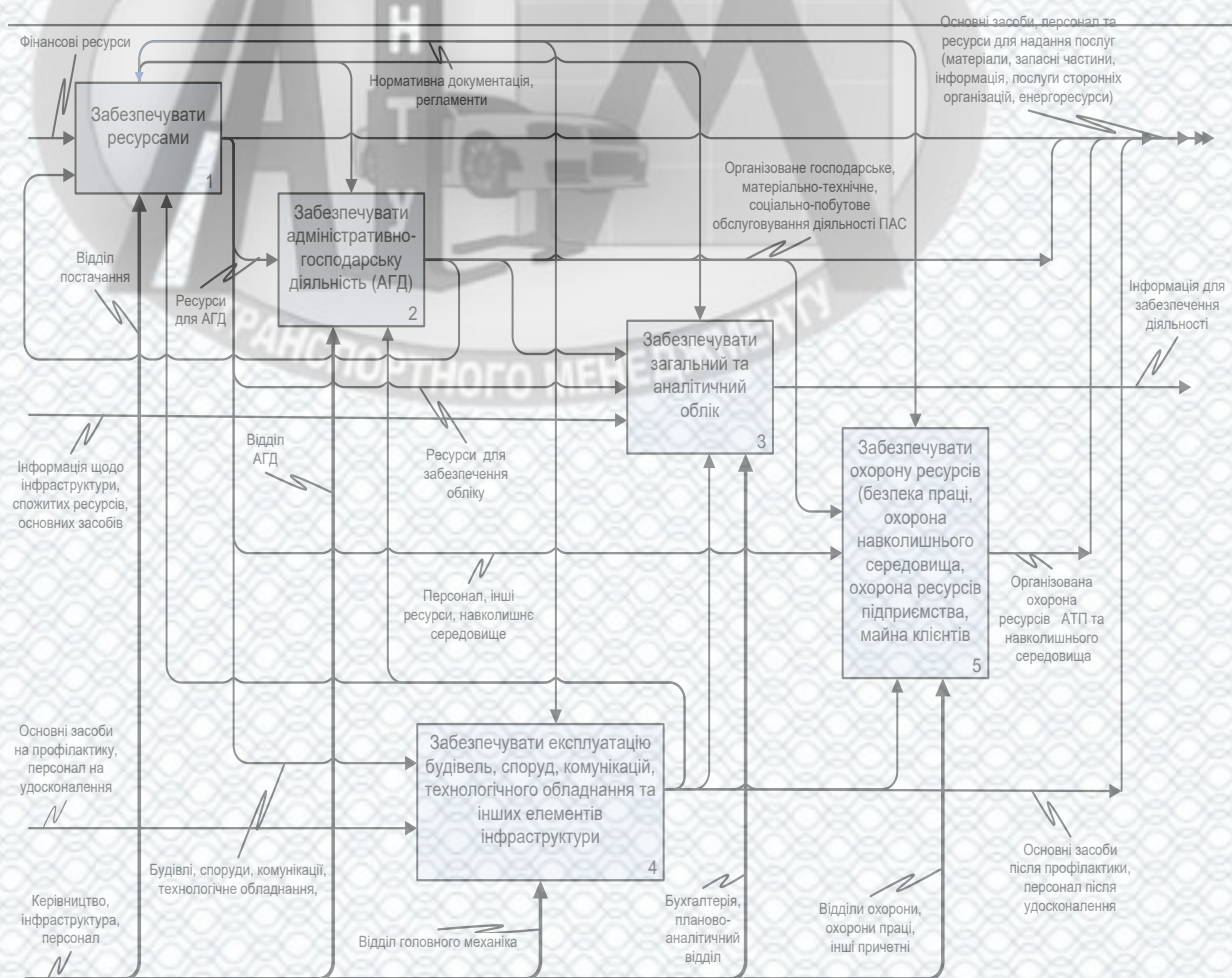 Фінансові ресурси
Основні засоби, персонал та
ресурси для надання послуг
(матеріали, запасні частини,
інформація, послуги сторонніх
організацій, енергоресурси)
Н
Т
У
Нормативна документація,
регламенти
Забезпечувати
ресурсами
1
Організоване господарське,
матеріально-технічне,
соціально-побутове
обслуговування діяльності ПАС
Забезпечувати
адміністративно-
господарську
діяльність (АГД)
2
Відділ
постачання
Ресурси
для АГД
Інформація для
забезпечення
діяльності
ТРАНСПОРТНОГО МЕНЕДЖМЕНТУ
Забезпечувати
загальний та
аналітичний
облік
3
Інформація щодо
інфраструктури,
спожитих ресурсів,
основних засобів
Відділ
АГД
Ресурси для
забезпечення
обліку
Забезпечувати
охорону ресурсів
(безпека праці,
охорона
навколишнього
середовища,
охорона ресурсів
підприємства,
майна клієнтів
5
Персонал, інші
ресурси, навколишнє
середовище
Організована
охорона
ресурсів АТП та
навколишнього
середовища
Основні засоби
на профілактику,
персонал на
удосконалення
Забезпечувати експлуатацію
будівель, споруд, комунікацій,
технологічного обладнання та
інших елементів
інфраструктури
4
Будівлі, споруди, комунікації,
технологічне обладнання,
Основні засоби
після профілактики,
персонал після
удосконалення
Керівництво,
інфраструктура,
персонал
Відділ головного механіка
Бухгалтерія,
планово-
аналітичний
відділ
Відділи охорони,
охорони праці,
інші причетні